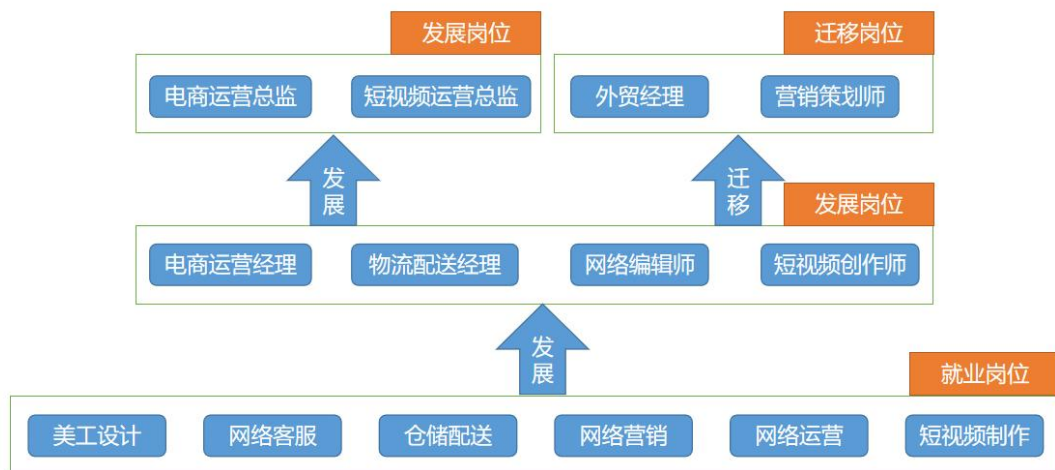 发展岗位
迁移岗位
电商运营总监
短视频运营总监
外贸经理
营销策划师
发展
迁移
发展岗位
电商运营经理
物流配送经理
网络编辑师
短视频创作师
发展
就业岗位
美工设计
网络客服
仓储配送
网络营销
网络运营
短视频制作